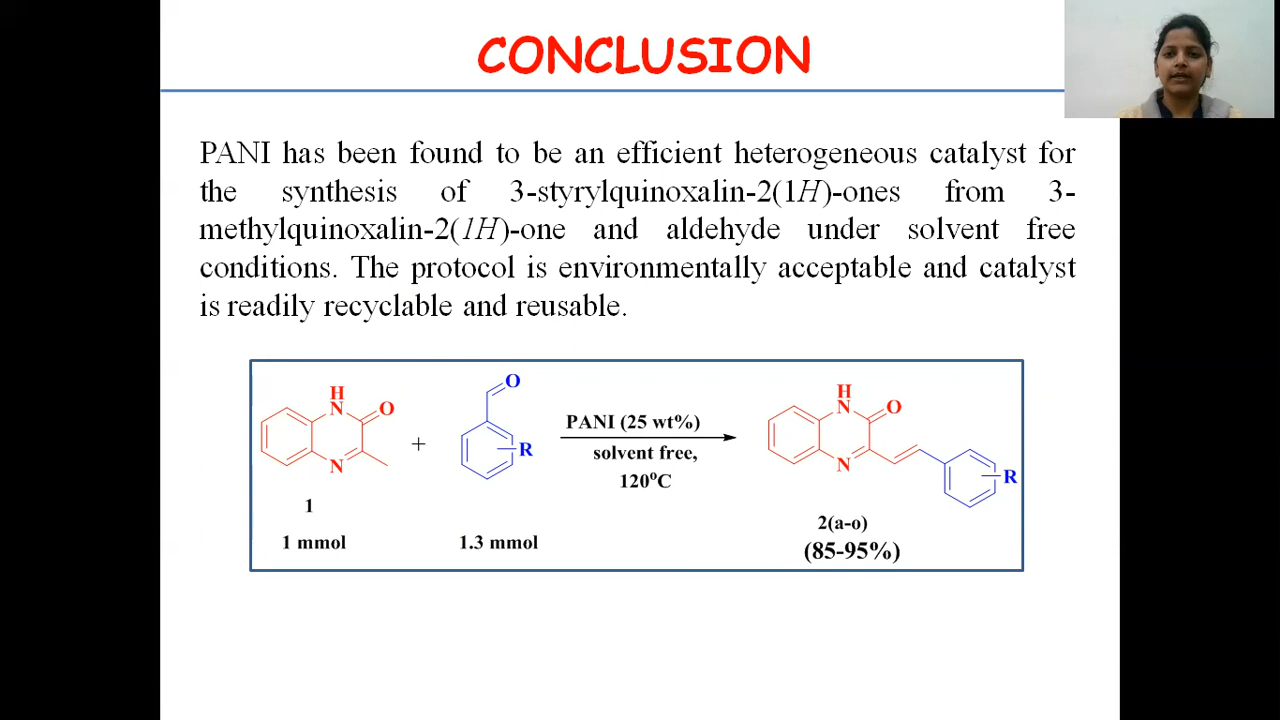 CONCLUSION
PANI has been found to be an efficient heterogeneous catalyst for
the synthesis of 3-styrylquinoxalin-2(1H)-ones from 3-
methylquinoxalin-2(1H)-one and aldehyde under solvent free
conditions. The protocol is environmentally acceptable and catalyst
is readily recyclable and reusable.
H
N
O
N
1
1 mmol
+
O
R
1.3 mmol
PANI (25 wt%)
solvent free,
120°C
H
N
O
N
R
2(a-o)
(85-95%)